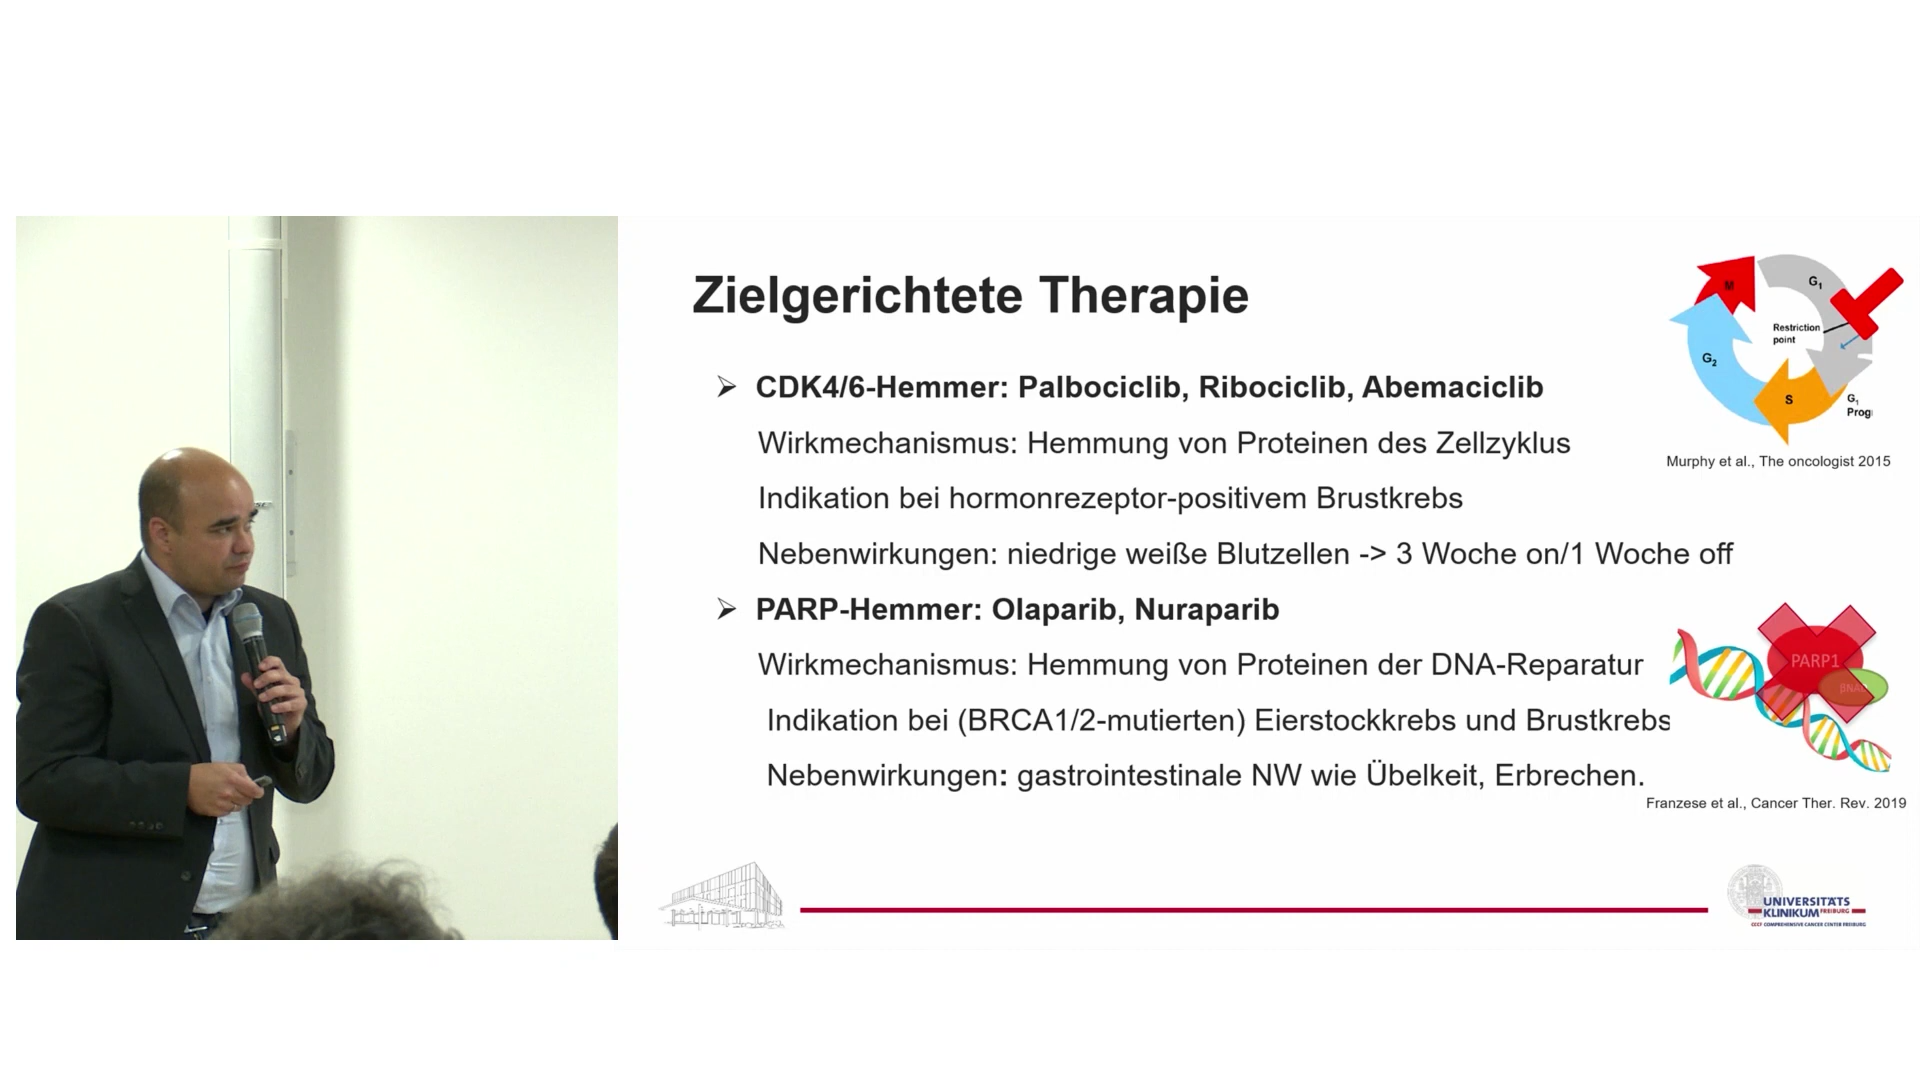 Zielgerichtete Therapie
CDK4/6-Hemmer: Palbociclib, Ribociclib, Abemaciclib
Wirkmechanismus: Hemmung von Proteinen des Zellzyklus
Indikation bei hormonrezeptor-positivem Brustkrebs
Nebenwirkungen: niedrige weiße Blutzellen -> 3 Woche on/1 Woche off
PARP-Hemmer: Olaparib, Nuraparib
Wirkmechanismus: Hemmung von Proteinen der DNA-Reparatur
Indikation bei (BRCA1/2-mutierten) Eierstockkrebs und Brustkrebs
Nebenwirkungen: gastrointestinale NW wie Übelkeit, Erbrechen.
M
G1
Restriction
point
G2
S
G1
Prog
Murphy et al., The oncologist 2015
PARP1
Franzese et al., Cancer Ther. Rev. 2019
UNIVERSITÄTS
KLINIKUM FREIBURG
CCCF COMPREHENSIVE CANCER CENTER FREIBURG